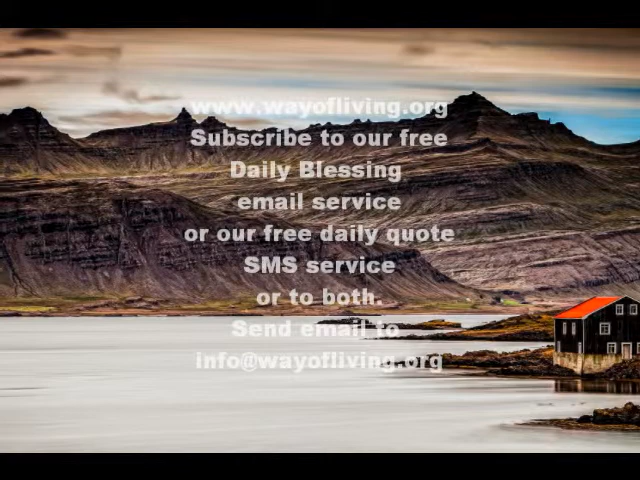 www.wayofliving.org
Subscribe to our free
Daily Blessing
email service
or our free daily quote
SMS service
or to both.
Send email to
info@wayofliving.org